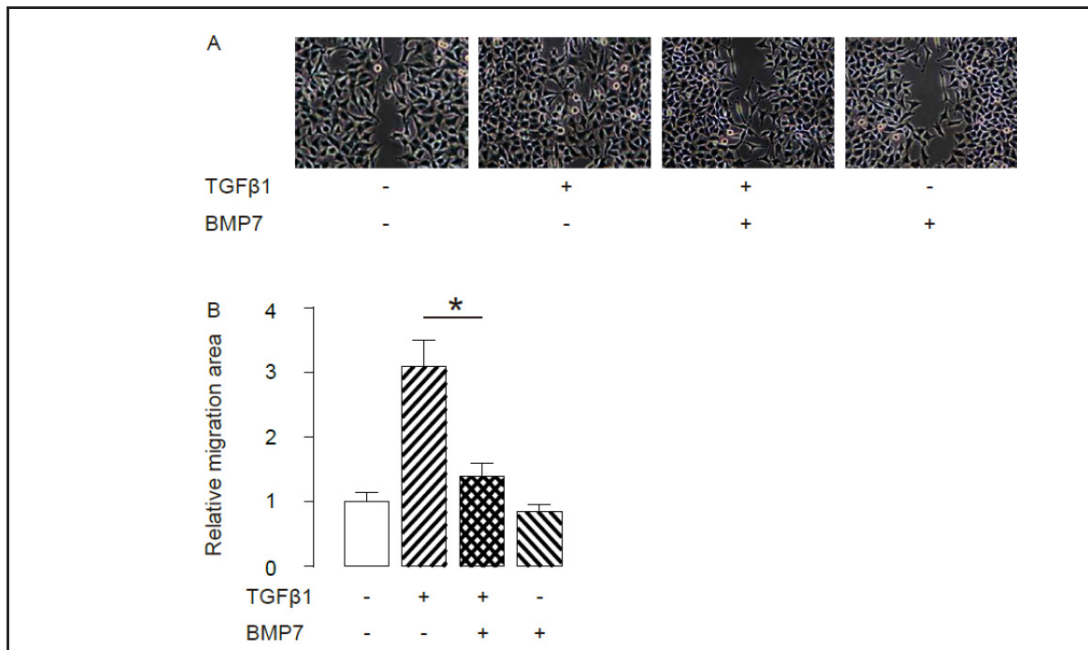 A
TGFβ1 - + + -
BMP7 - - + +
B
Relative migration area
4
3
2
1
0
*
TGFβ1 - + + -
BMP7 - - + +